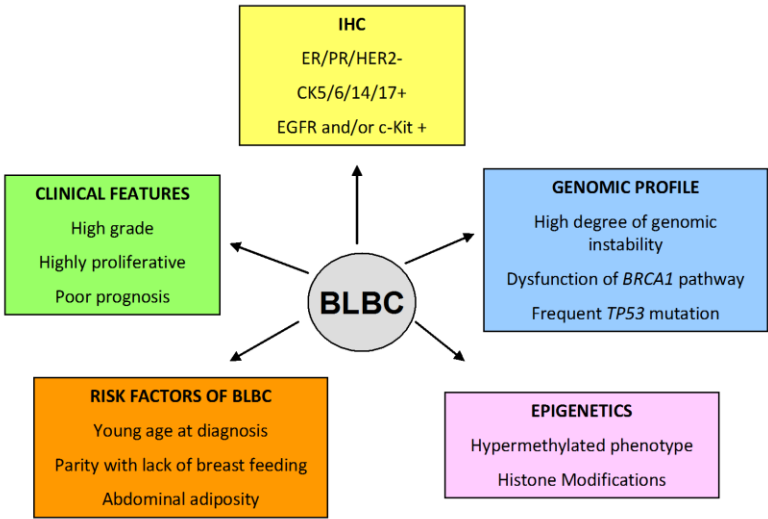 IHC
ER/PR/HER2-
CK5/6/14/17+
EGFR and/or c-Kit +
CLINICAL FEATURES
High grade
Highly proliferative
Poor prognosis
GENOMIC PROFILE
High degree of genomic
instability
Dysfunction of BRCA1 pathway
Frequent TP53 mutation
BLBC
RISK FACTORS OF BLBC
Young age at diagnosis
Parity with lack of breast feeding
Abdominal adiposity
EPIGENETICS
Hypermethylated phenotype
Histone Modifications